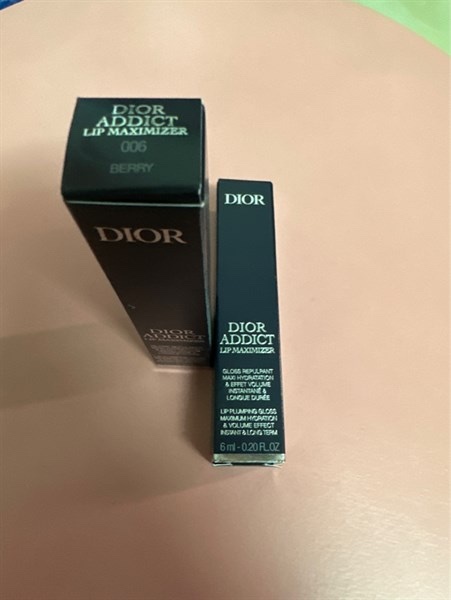 DIOR
ADDICT
LIP MAXIMIZER
006
BERRY
DIOR
DIOR
ADDICT
LIP MAXIMIZER
DIOR
DIOR
ADDICT
LIP MAXIMIZER
GLOSS REPULPANT
MAXI HYDRATATION
& EFFET VOLUME
INSTANTANÉ &
LONGUE DURÉE
LIP PLUMPING GLOSS
MAXIMUM HYDRATION
& VOLUME EFFECT
INSTANT & LONG TERM
6 ml - 0.20 FL.OZ